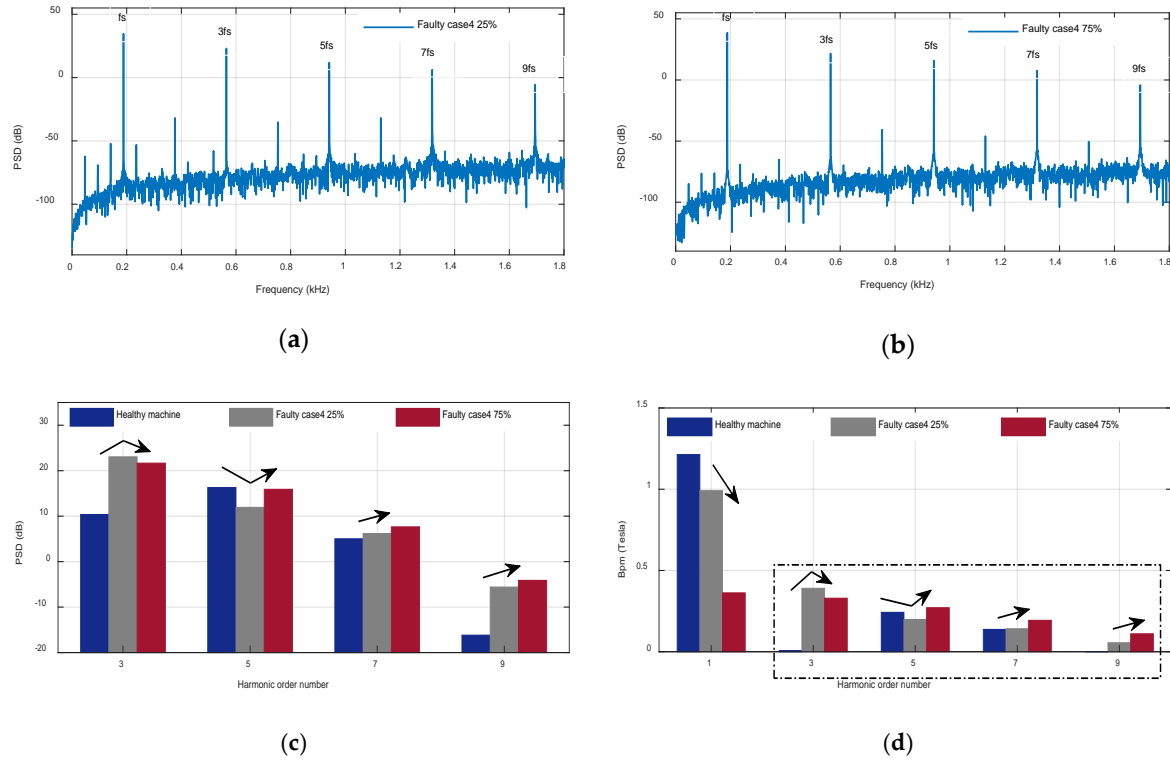 50
fs
Faulty case4 25%
3fs
5fs
7fs
9fs
0
-50
-100
PSD (dB)
0
0.2
0.4
0.6
0.8
1
1.2
1.4
1.6
1.8
Frequency (kHz)
(a)
50
fs
Faulty case4 75%
3fs
5fs
7fs
9fs
0
-50
-100
PSD (dB)
0
0.2
0.4
0.6
0.8
1
1.2
1.4
1.6
1.8
Frequency (kHz)
(b)
30
20
10
0
-10
-20
PSD (dB)
Healthy machine
Faulty case4 25%
Faulty case4 75%
3
5
7
9
Harmonic order number
(c)
1.5
1
0.5
0
Bpm (Tesla)
Healthy machine
Faulty case4 25%
Faulty case4 75%
1
3
5
7
9
Harmonic order number
(d)